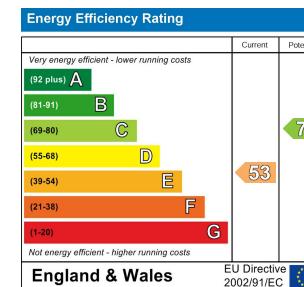 Energy Efficiency Rating
Current
Very energy efficient - lower running costs
(92 plus) A
(81-91) B
(69-80) C
(55-68) D
(39-54) E
53
(21-38) F
(1-20) G
Not energy efficient - higher running costs
England & Wales
EU Directive
2002/91/EC